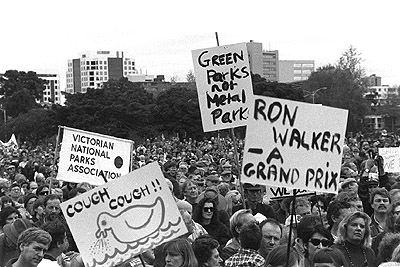 GREEN
Parks
not
Metal
Park
RON
WALKER
- A
GRAND PRIX
VICTORIAN
NATIONAL
PARKS
ASSOCIATION
COUGH
COUGH!!